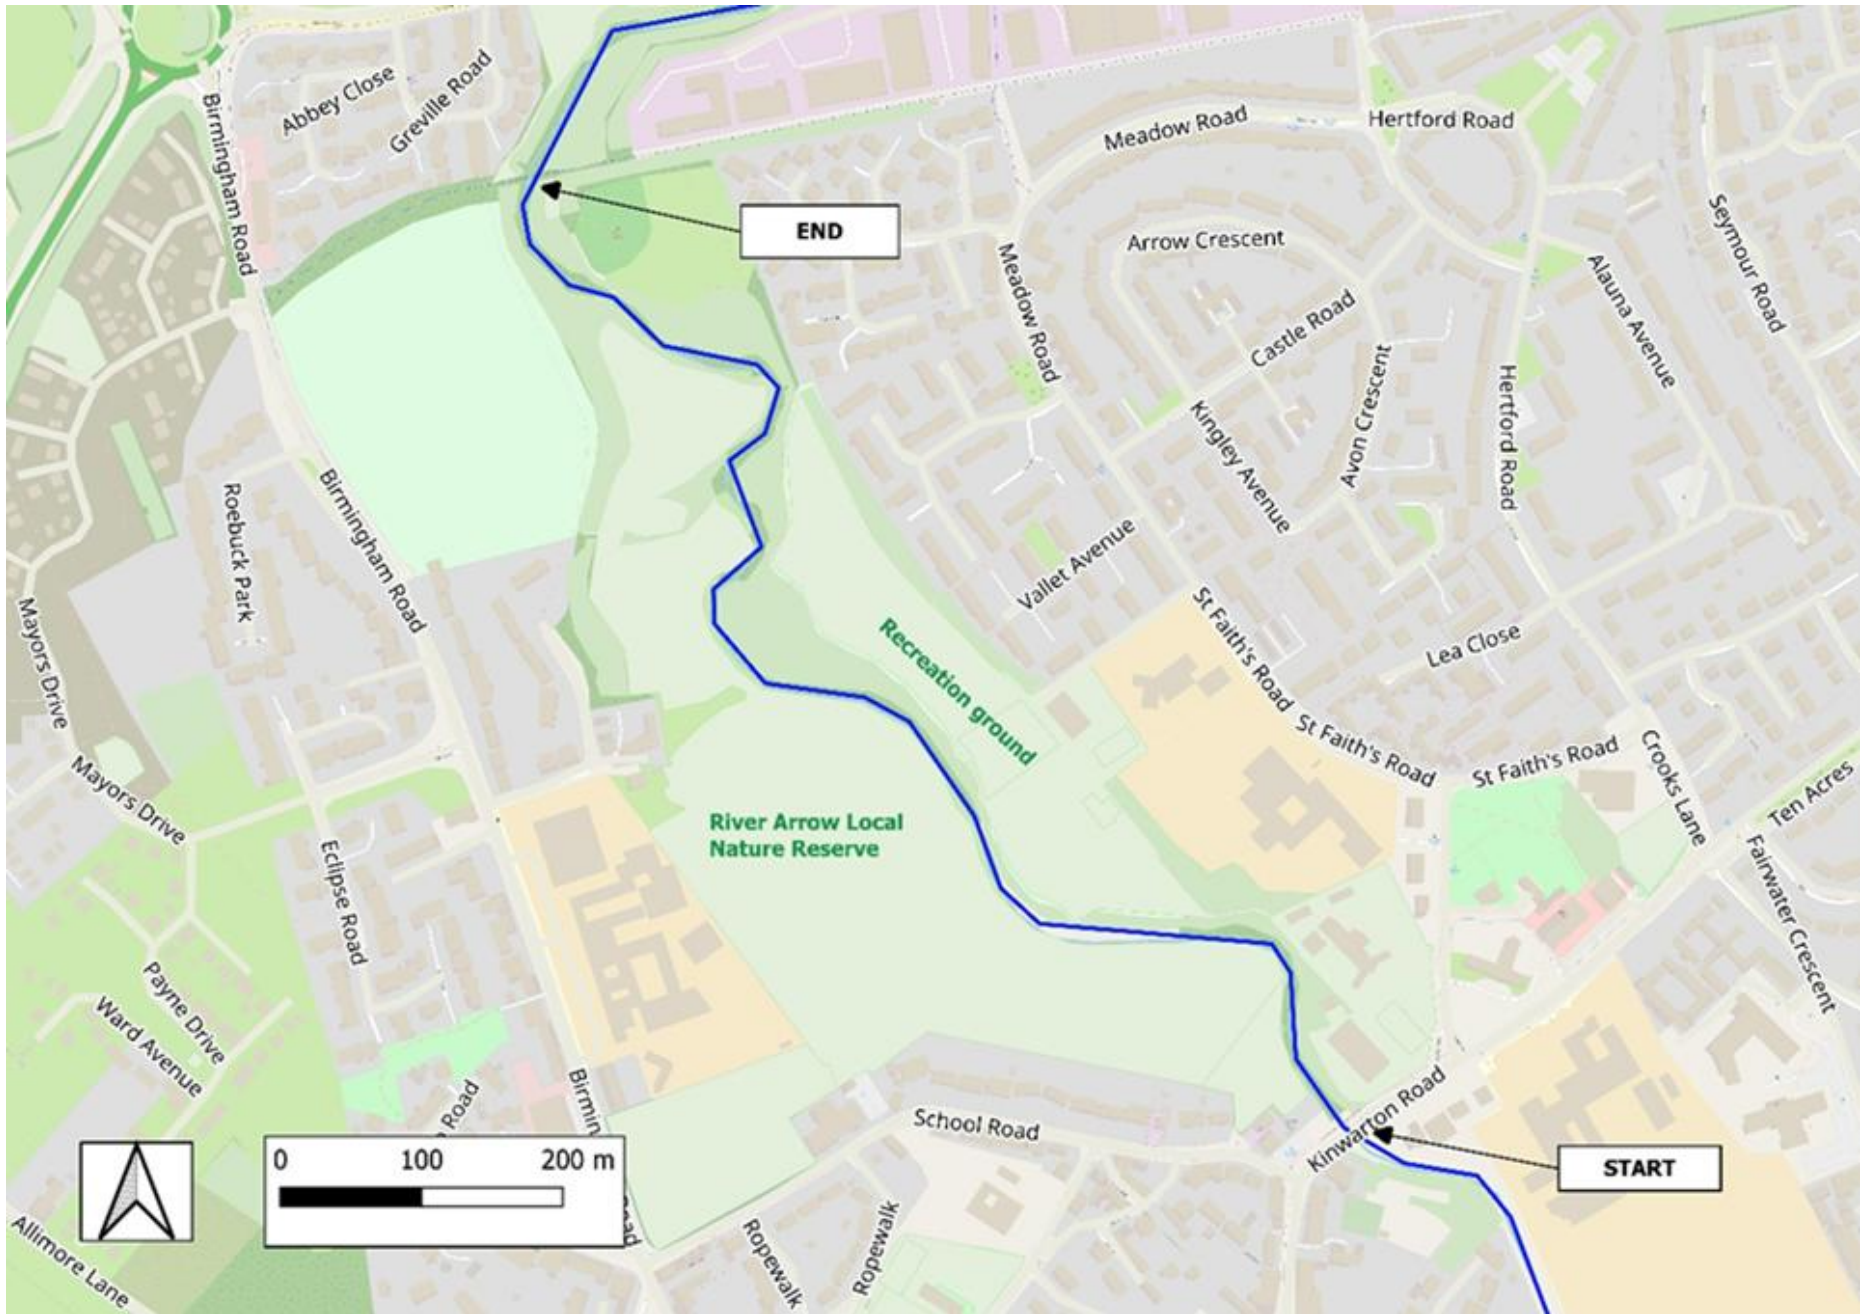 Abbey Close
Greville Road
Birmingham Road
Meadow Road
Hertford Road
Seymour Road
END
Arrow Crescent
Meadow Road
Alauna Avenue
Castle Road
Avon Crescent
Hertford Road
Kingley Avenue
Roebuck Park
Birmingham Road
Vallet Avenue
St Faith's Road
Lea Close
Mayors Drive
Recreation ground
St Faith's Road
St Faith's Road
Crooks Lane
Ten Acres
Mayors Drive
River Arrow Local
Nature Reserve
Eclipse Road
Fairwater Crescent
Payne Drive
Ward Avenue
Birmin
School Road
Kinwarton Road
START
Road
0 100 200 m
Ropewalk
Ropewalk
Allimore Lane